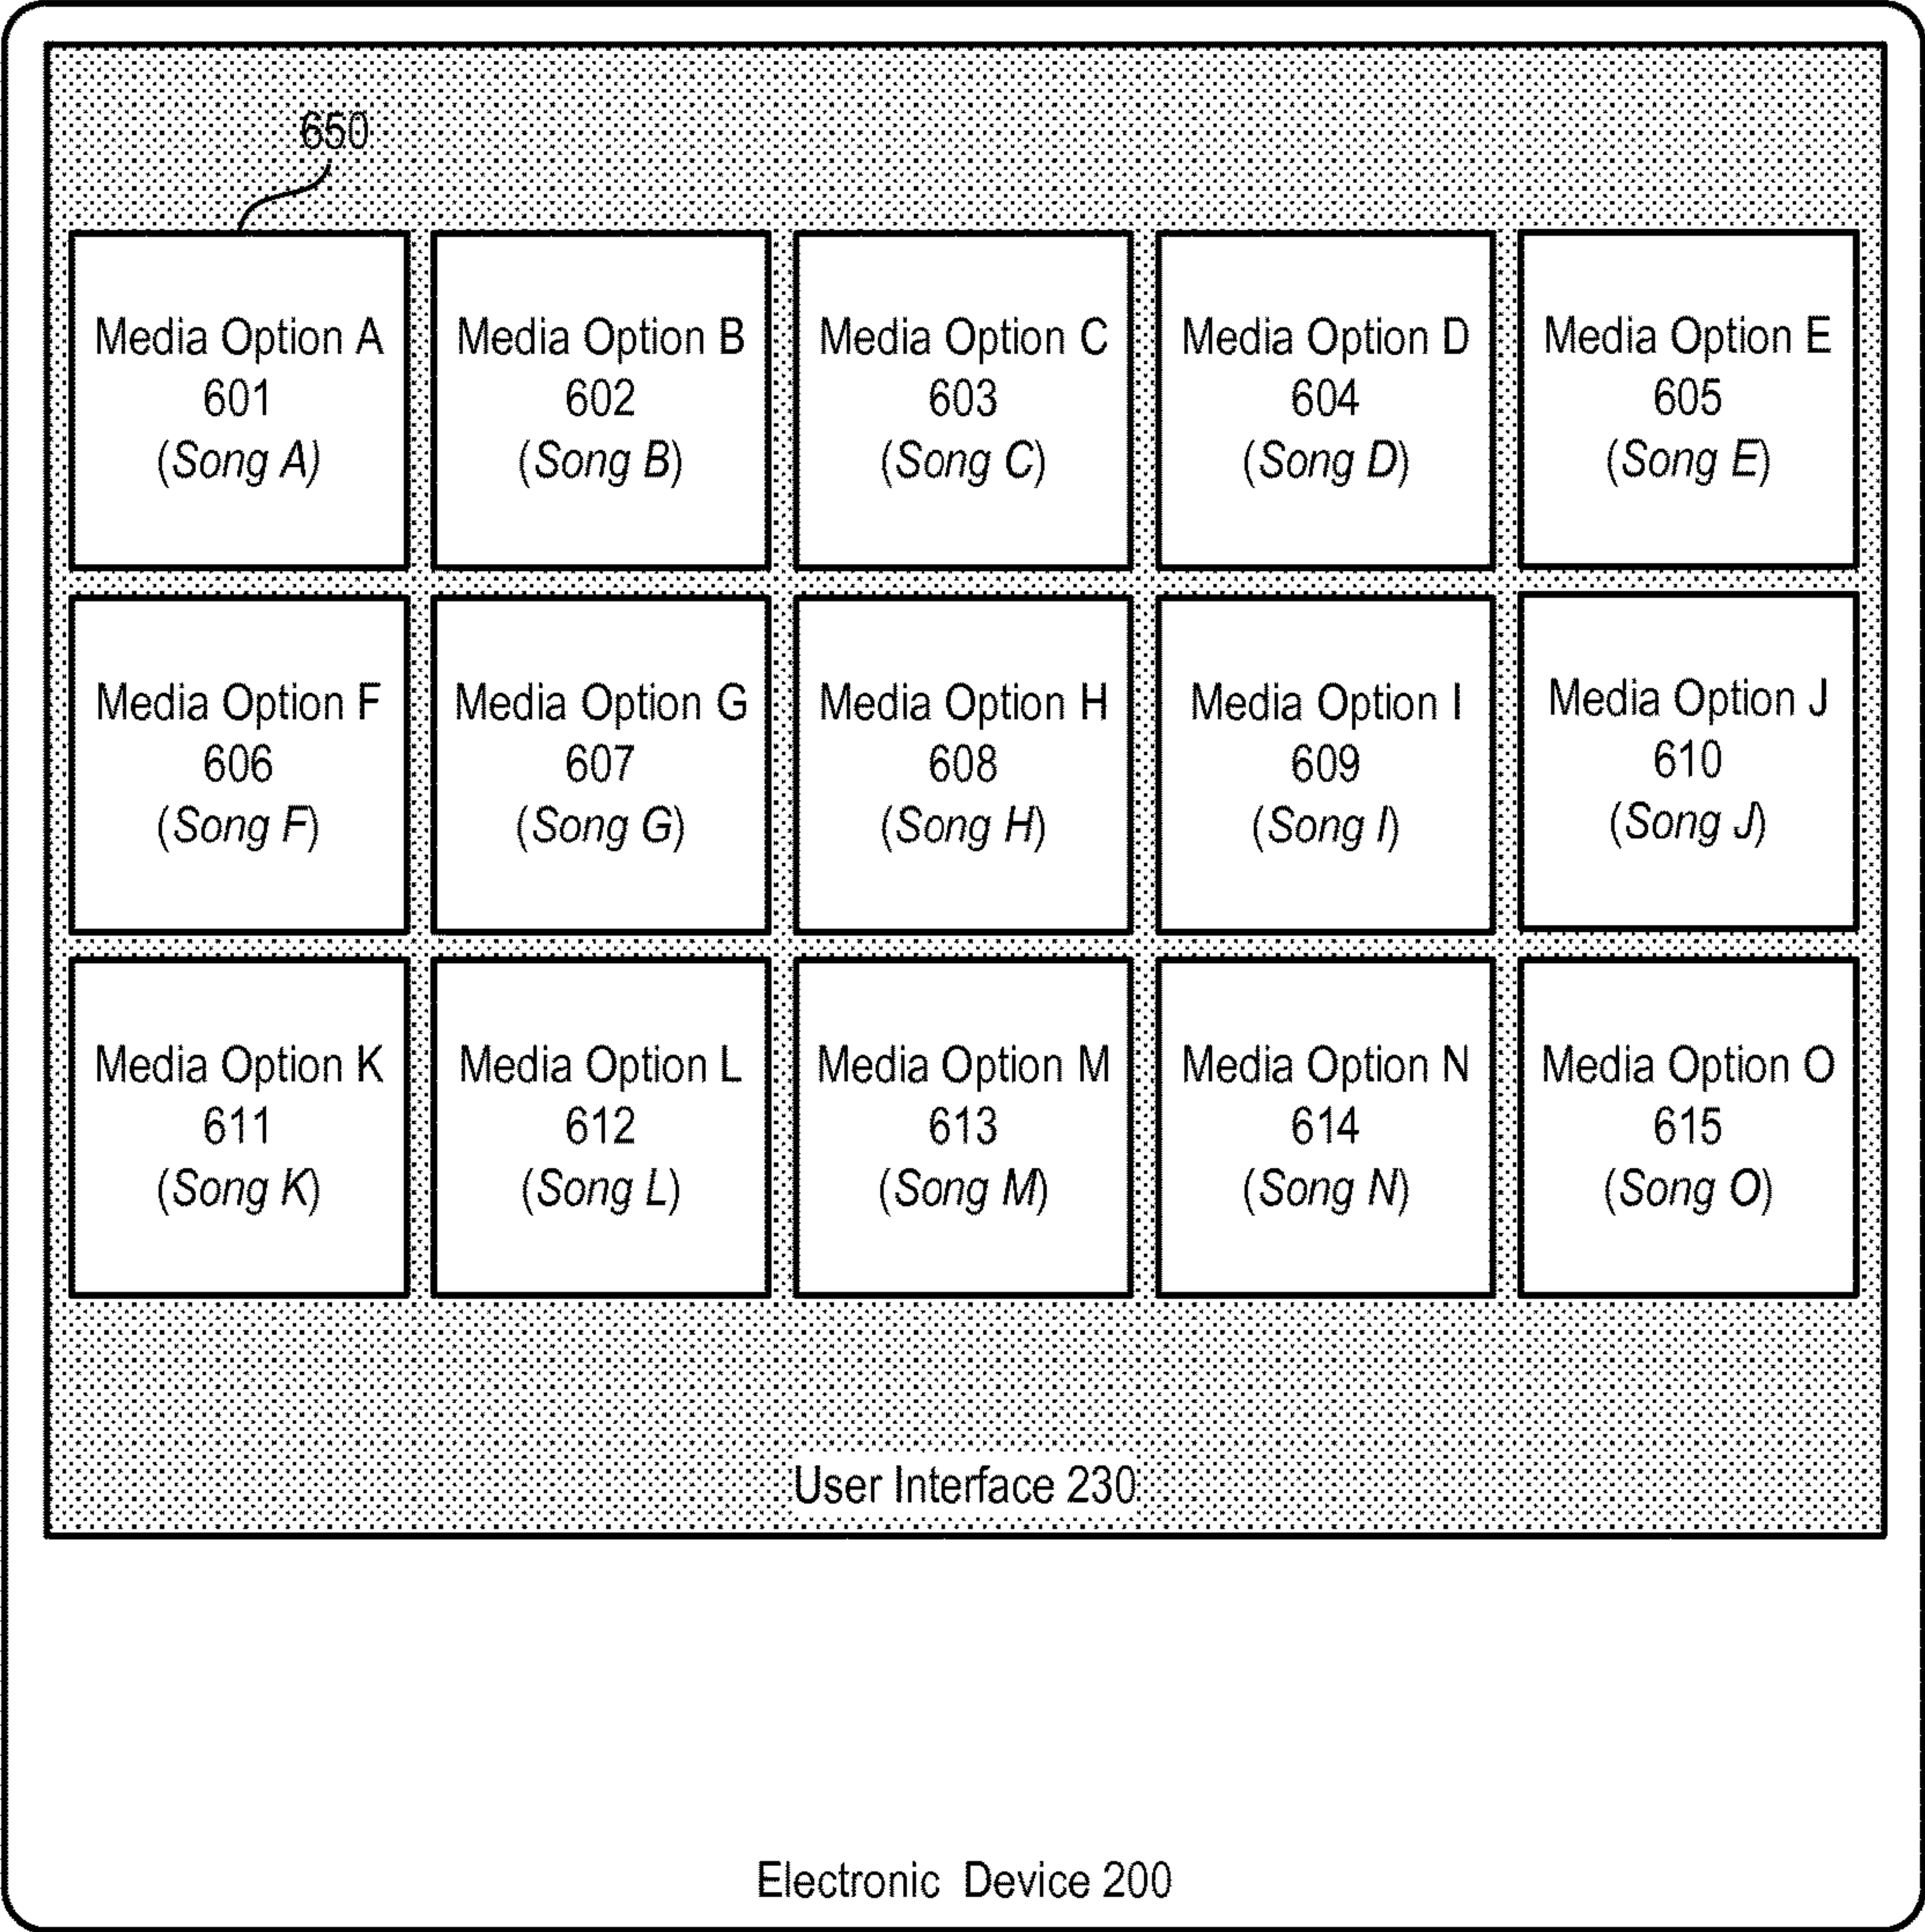 650
Media Option A
601
(Song A)
Media Option B
602
(Song B)
Media Option C
603
(Song C)
Media Option D
604
(Song D)
Media Option E
605
(Song E)
Media Option F
606
(Song F)
Media Option G
607
(Song G)
Media Option H
608
(Song H)
Media Option I
609
(Song I)
Media Option J
610
(Song J)
Media Option K
611
(Song K)
Media Option L
612
(Song L)
Media Option M
613
(Song M)
Media Option N
614
(Song N)
Media Option O
615
(Song O)
User Interface 230
Electronic Device 200